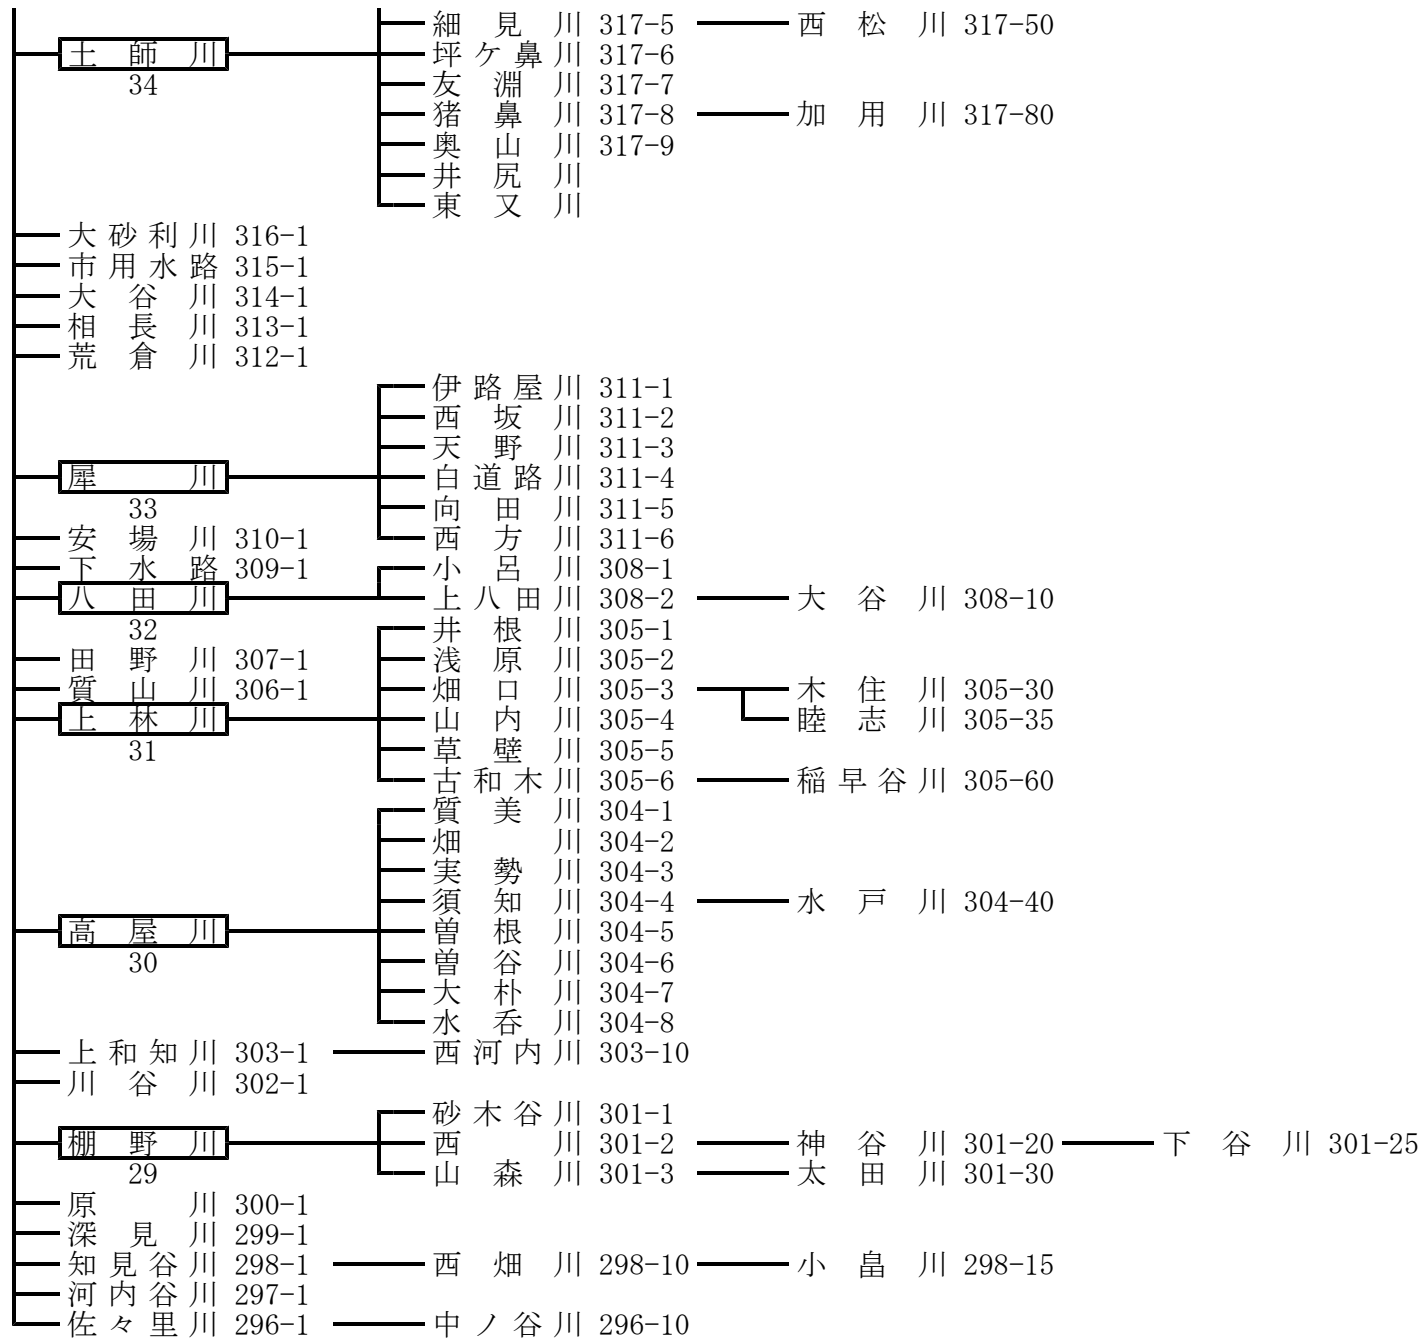 細見川 317-5 西松川 317-50
土師川 坪ケ鼻川 317-6
34 友淵川 317-7
猪鼻川 317-8 加用川 317-80
奥山川 317-9
井尻川
東又川
大砂利川 316-1
市用水路 315-1
大谷川 314-1
相長川 313-1
荒倉川 312-1
伊路屋川 311-1
西坂川 311-2
天野川 311-3
犀川 白道路川 311-4
33 向田川 311-5
安場川 310-1 西方川 311-6
下水路 309-1 小呂川 308-1
八田川 上八田川 308-2 大谷川 308-10
32 井根川 305-1
田野川 307-1 浅原川 305-2
質山川 306-1 畑口川 305-3 木住川 305-30
上林川 山内川 305-4 睦志川 305-35
31 草壁川 305-5
古和木川 305-6 稲早谷川 305-60
質美川 304-1
畑川 304-2
実勢川 304-3
須知川 304-4 水戸川 304-40
高屋川 曽根川 304-5
30 曽谷川 304-6
大朴川 304-7
水呑川 304-8
上和知川 303-1 西河内川 303-10
川谷川 302-1
砂木谷川 301-1
棚野川 西川 301-2 神谷川 301-20 下谷川 301-25
29 山森川 301-3 太田川 301-30
原川 300-1
深見川 299-1
知見谷川 298-1 西畑川 298-10 小畠川 298-15
河内谷川 297-1
佐々里川 296-1 中ノ谷川 296-10